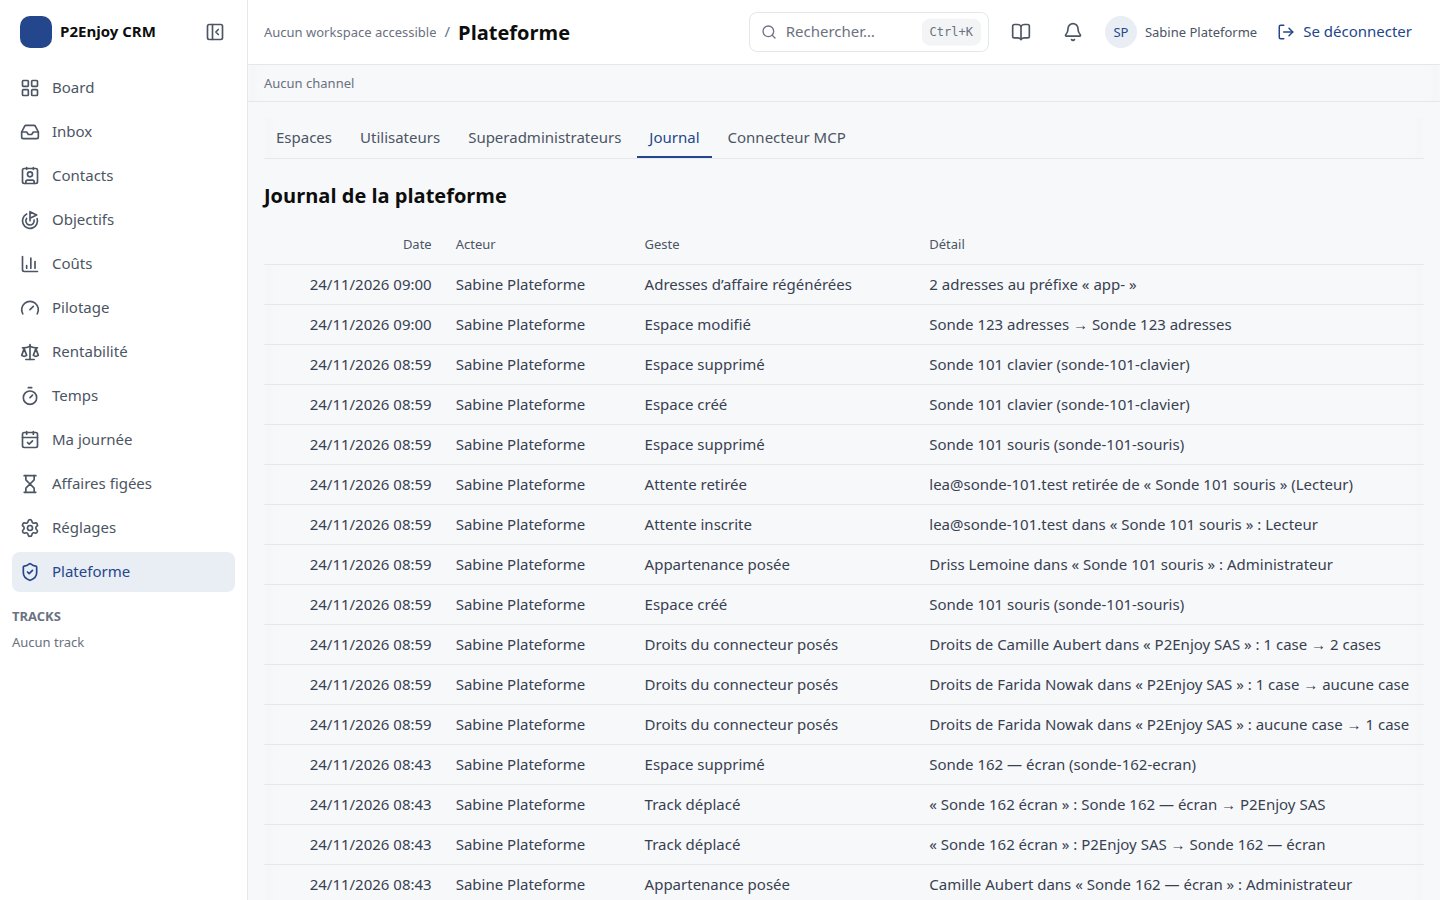 P2Enjoy CRM
Aucun workspace accessible / Plateforme
Rechercher... Ctrl+K
SP Sabine Plateforme
Se déconnecter
Board
Inbox
Contacts
Objectifs
Coûts
Pilotage
Rentabilité
Temps
Ma journée
Affaires figées
Réglages
Plateforme
TRACKS
Aucun track
Aucun channel
Espaces Utilisateurs Superadministrateurs Journal Connecteur MCP
Journal de la plateforme
Date Acteur Geste Détail
24/11/2026 09:00 Sabine Plateforme Adresses d’affaire régénérées 2 adresses au préfixe « app- »
24/11/2026 09:00 Sabine Plateforme Espace modifié Sonde 123 adresses → Sonde 123 adresses
24/11/2026 08:59 Sabine Plateforme Espace supprimé Sonde 101 clavier (sonde-101-clavier)
24/11/2026 08:59 Sabine Plateforme Espace créé Sonde 101 clavier (sonde-101-clavier)
24/11/2026 08:59 Sabine Plateforme Espace supprimé Sonde 101 souris (sonde-101-souris)
24/11/2026 08:59 Sabine Plateforme Attente retirée lea@sonde-101.test retirée de « Sonde 101 souris » (Lecteur)
24/11/2026 08:59 Sabine Plateforme Attente inscrite lea@sonde-101.test dans « Sonde 101 souris » : Lecteur
24/11/2026 08:59 Sabine Plateforme Appartenance posée Driss Lemoine dans « Sonde 101 souris » : Administrateur
24/11/2026 08:59 Sabine Plateforme Espace créé Sonde 101 souris (sonde-101-souris)
24/11/2026 08:59 Sabine Plateforme Droits du connecteur posés Droits de Camille Aubert dans « P2Enjoy SAS » : 1 case → 2 cases
24/11/2026 08:59 Sabine Plateforme Droits du connecteur posés Droits de Farida Nowak dans « P2Enjoy SAS » : 1 case → aucune case
24/11/2026 08:59 Sabine Plateforme Droits du connecteur posés Droits de Farida Nowak dans « P2Enjoy SAS » : aucune case → 1 case
24/11/2026 08:43 Sabine Plateforme Espace supprimé Sonde 162 — écran (sonde-162-ecran)
24/11/2026 08:43 Sabine Plateforme Track déplacé « Sonde 162 écran » : Sonde 162 — écran → P2Enjoy SAS
24/11/2026 08:43 Sabine Plateforme Track déplacé « Sonde 162 écran » : P2Enjoy SAS → Sonde 162 — écran
24/11/2026 08:43 Sabine Plateforme Appartenance posée Camille Aubert dans « Sonde 162 — écran » : Administrateur